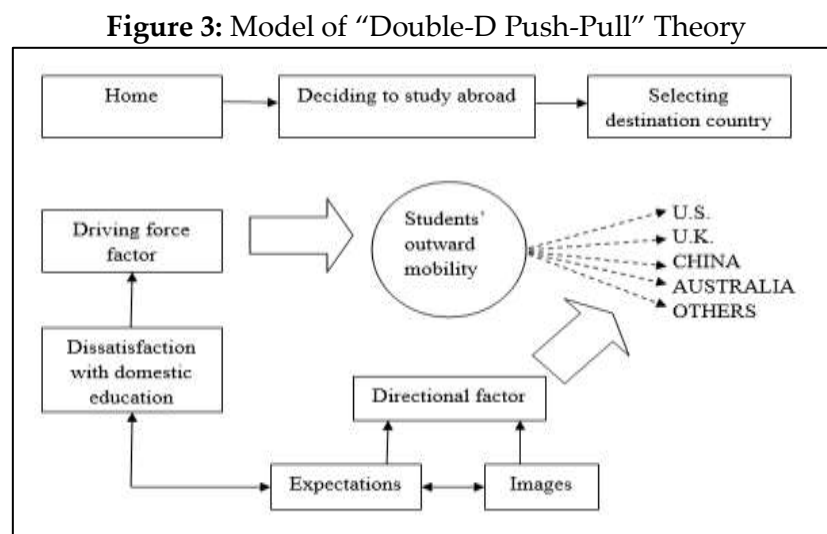 Figure 3: Model of “Double-D Push-Pull” Theory
Home
Deciding to study abroad
Selecting
destination country
Driving force
factor
Students’
outward
mobility
U.S.
U.K.
CHINA
AUSTRALIA
OTHERS
Dissatisfaction
with domestic
education
Directional factor
Expectations
Images